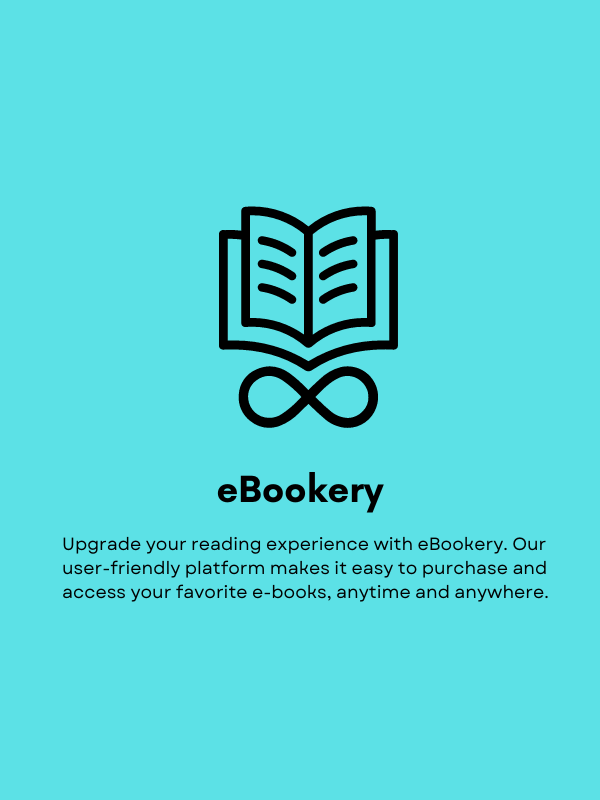 eBookery
Upgrade your reading experience with eBookery. Our
user-friendly platform makes it easy to purchase and
access your favorite e-books, anytime and anywhere.